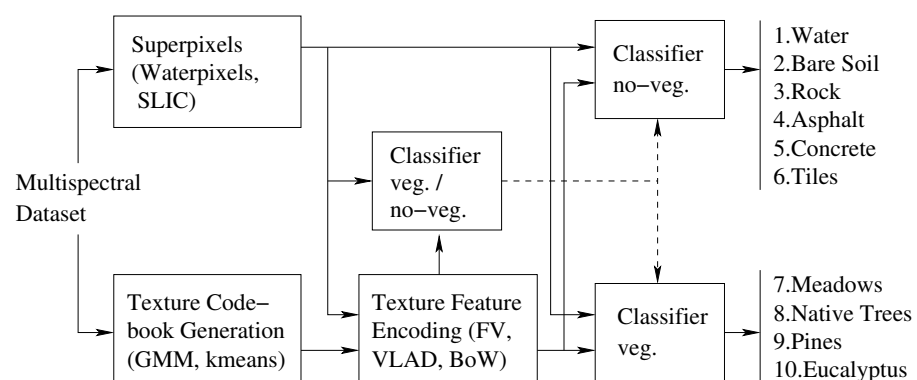 Multispectral
Dataset
Superpixels
(Waterpixels,
SLIC)
Texture Code-
book Generation
(GMM, kmeans)
Classifier
veg. /
no-veg.
Texture Feature
Encoding (FV,
VLAD, BoW)
Classifier
no-veg.
Classifier
veg.
1.Water
2.Bare Soil
3.Rock
4.Asphalt
5.Concrete
6.Tiles
7.Meadows
8.Native Trees
9.Pines
10.Eucalyptus